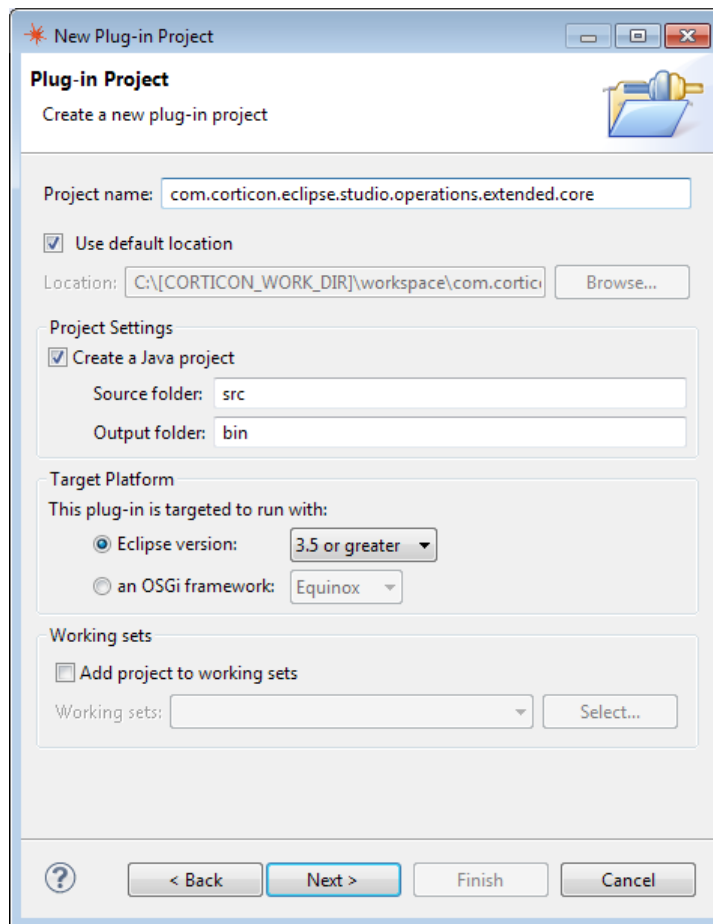 New Plug-in Project
Plug-in Project
Create a new plug-in project
Project name: com.corticon.eclipse.studio.operations.extended.core
Use default location
Location: C:\[CORTICON_WORK_DIR]\workspace\com.cortico Browse...
Project Settings
Create a Java project
Source folder: src
Output folder: bin
Target Platform
This plug-in is targeted to run with:
Eclipse version: 3.5 or greater
an OSGi framework: Equinox
Working sets
Add project to working sets
Working sets: Select...
? < Back Next > Finish Cancel